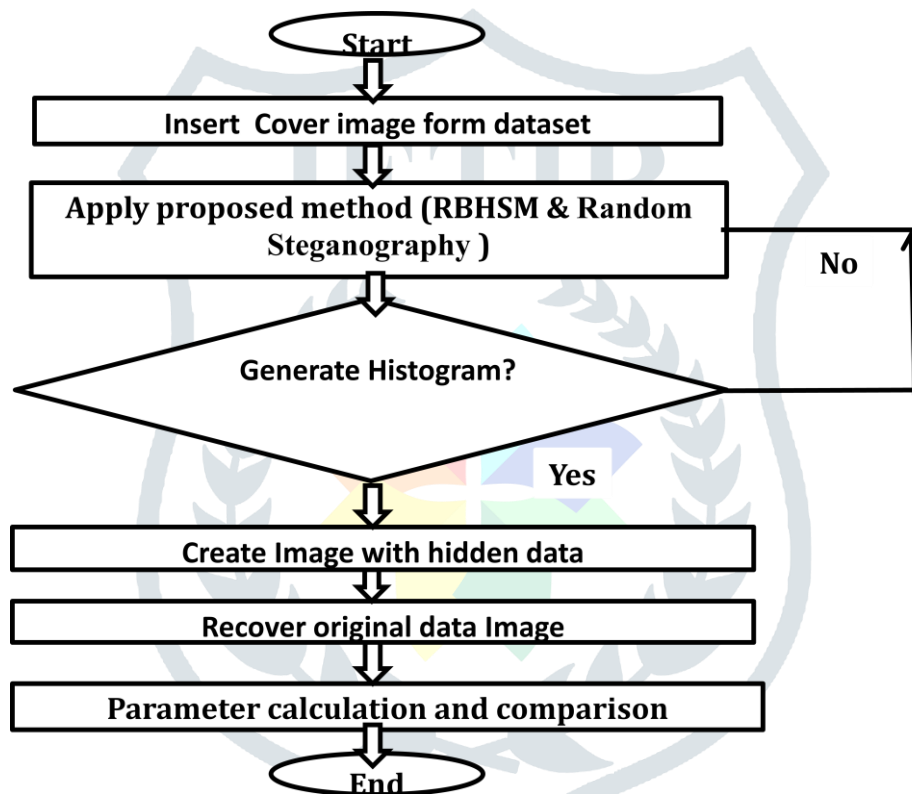 Start
Insert Cover image form dataset
Apply proposed method (RBHSM & Random
Steganography )
No
Generate Histogram?
Yes
Create Image with hidden data
Recover original data Image
Parameter calculation and comparison
End